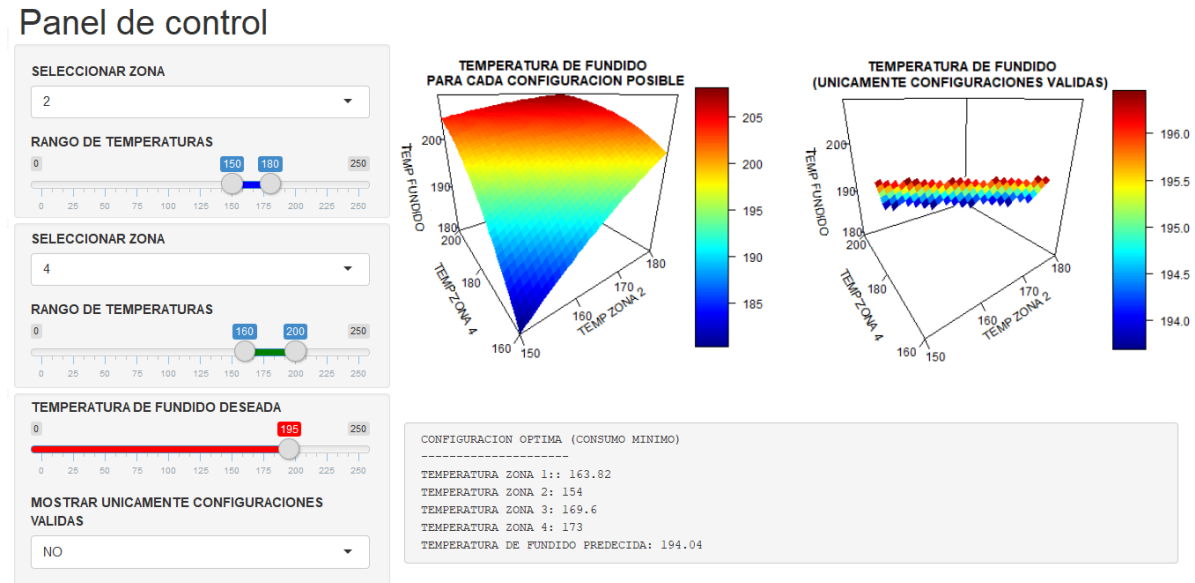 Panel de control
SELECCIONAR ZONA
2
RANGO DE TEMPERATURAS
0 150 180 250
0 25 50 75 100 125 150 175 200 225 250
SELECCIONAR ZONA
4
RANGO DE TEMPERATURAS
0 160 200 250
0 25 50 75 100 125 150 175 200 225 250
TEMPERATURA DE FUNDIDO DESEADA
0 195 250
0 25 50 75 100 125 150 175 200 225 250
MOSTRAR UNICAMENTE CONFIGURACIONES
VALIDAS
NO
TEMPERATURA DE FUNDIDO
PARA CADA CONFIGURACION POSIBLE
TEMP FUNDIDO
200
190
180
TEMP ZONA 4
200
180
160
TEMP ZONA 2
150
160
170
180
205
200
195
190
185
TEMPERATURA DE FUNDIDO
(UNICAMENTE CONFIGURACIONES VALIDAS)
TEMP FUNDIDO
200
190
180
TEMP ZONA 4
200
180
160
TEMP ZONA 2
150
160
170
180
196.0
195.5
195.0
194.5
194.0
CONFIGURACION OPTIMA (CONSUMO MINIMO)
--------------------
TEMPERATURA ZONA 1:: 163.82
TEMPERATURA ZONA 2: 154
TEMPERATURA ZONA 3: 169.6
TEMPERATURA ZONA 4: 173
TEMPERATURA DE FUNDIDO PREDECIDA: 194.04